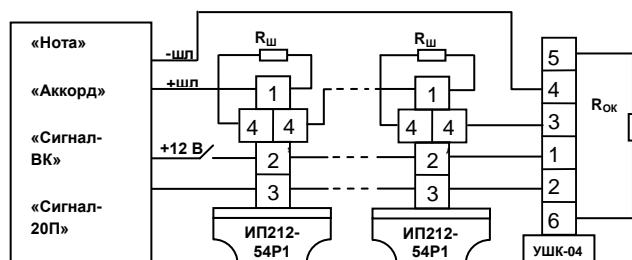 «Нота»
-шл
«Аккорд»
+шл
«Сигнал-
ВК»
+12 В
«Сигнал-
20П»
Rш
1
4 4
2
3
ИП212-
54Р1
Rш
1
4 4
2
3
ИП212-
54Р1
5
4
3
1
2
6
УШК-04
Rок